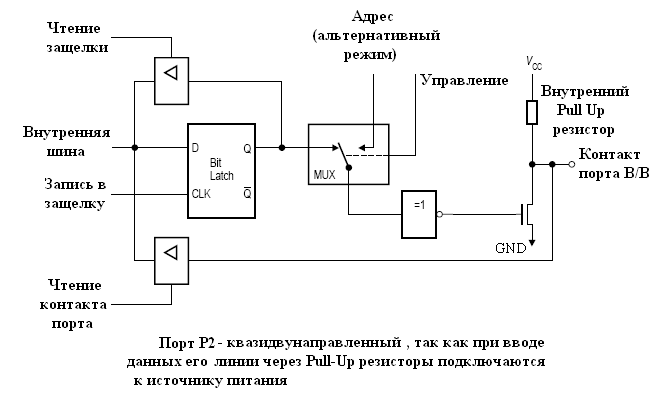 Чтение
защелки
Адрес
(альтернативный
режим)
Управление
VCC
Внутренний
Pull Up
резистор
Внутренняя
шина
D
Q
Bit
Latch
MUX
Контакт
порта В/В
Запись в
защелку
CLK
Q
=1
GND
Чтение
контакта
порта
Порт P2 - квазидвунаправленный , так как при вводе
данных его линии через Pull-Up резисторы подключаются
к источнику питания